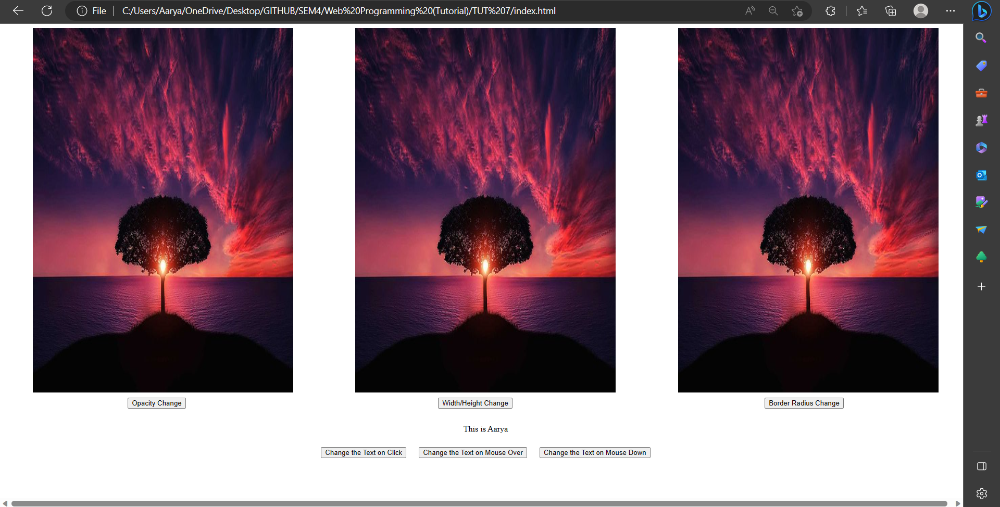 File C:/Users/Aarya/OneDrive/Desktop/GITHUB/SEM4/Web%20Programming%20(Tutorial)/TUT%207/index.html
Opacity Change Width/Height Change Border Radius Change
This is Aarya
Change the Text on Click Change the Text on Mouse Over Change the Text on Mouse Down